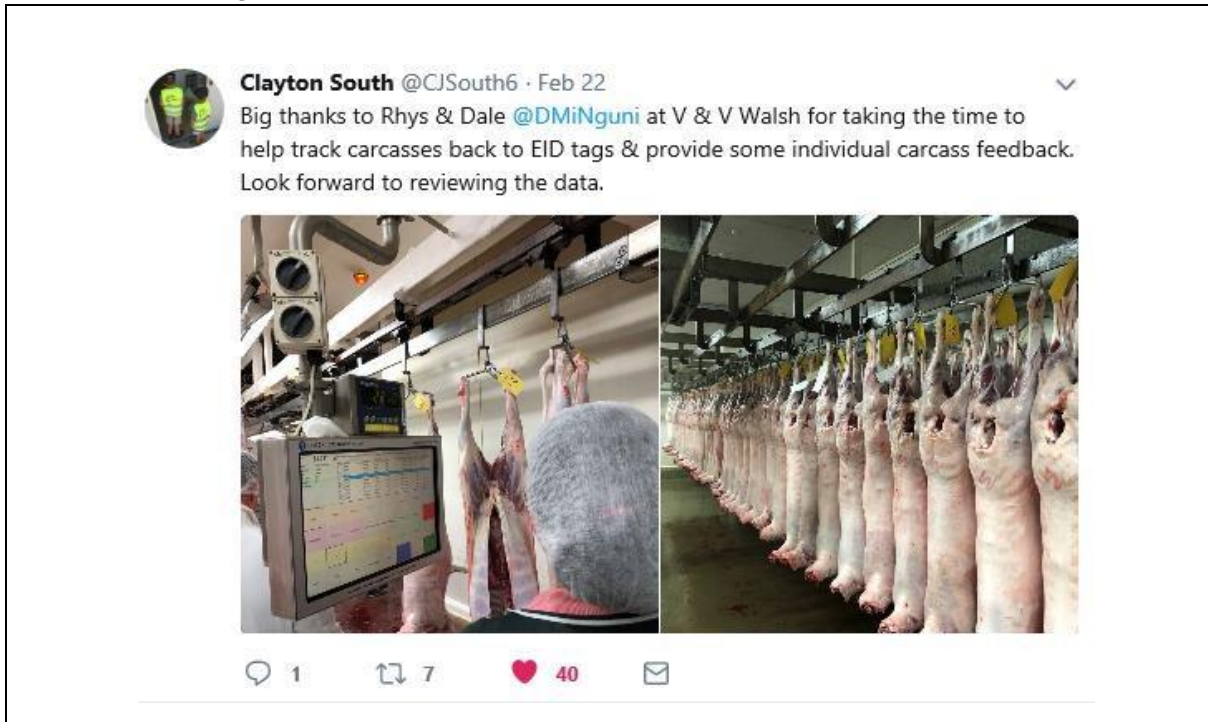 Clayton South @CJSouth6 · Feb 22
Big thanks to Rhys & Dale @DMiNguni at V & V Walsh for taking the time to
help track carcasses back to EID tags & provide some individual carcass feedback.
Look forward to reviewing the data.
1 7 40